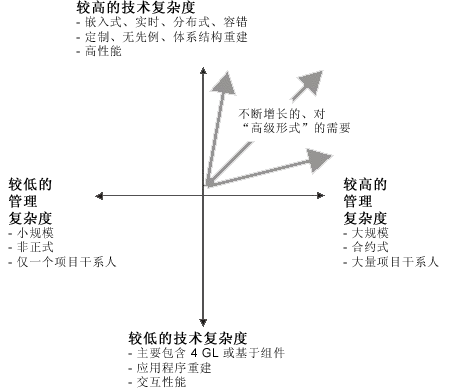 较高的技术复杂度
- 嵌入式、实时、分布式、容错
- 定制、无先例、体系结构重建
- 高性能
不断增长的、对
“高级形式”的需要
较低的
管理
复杂度
- 小规模
- 非正式
- 仅一个项目干系人
较高的
管理
复杂度
- 大规模
- 合约式
- 大量项目干系人
较低的技术复杂度
- 主要包含 4 GL 或基于组件
- 应用程序重建
- 交互性能